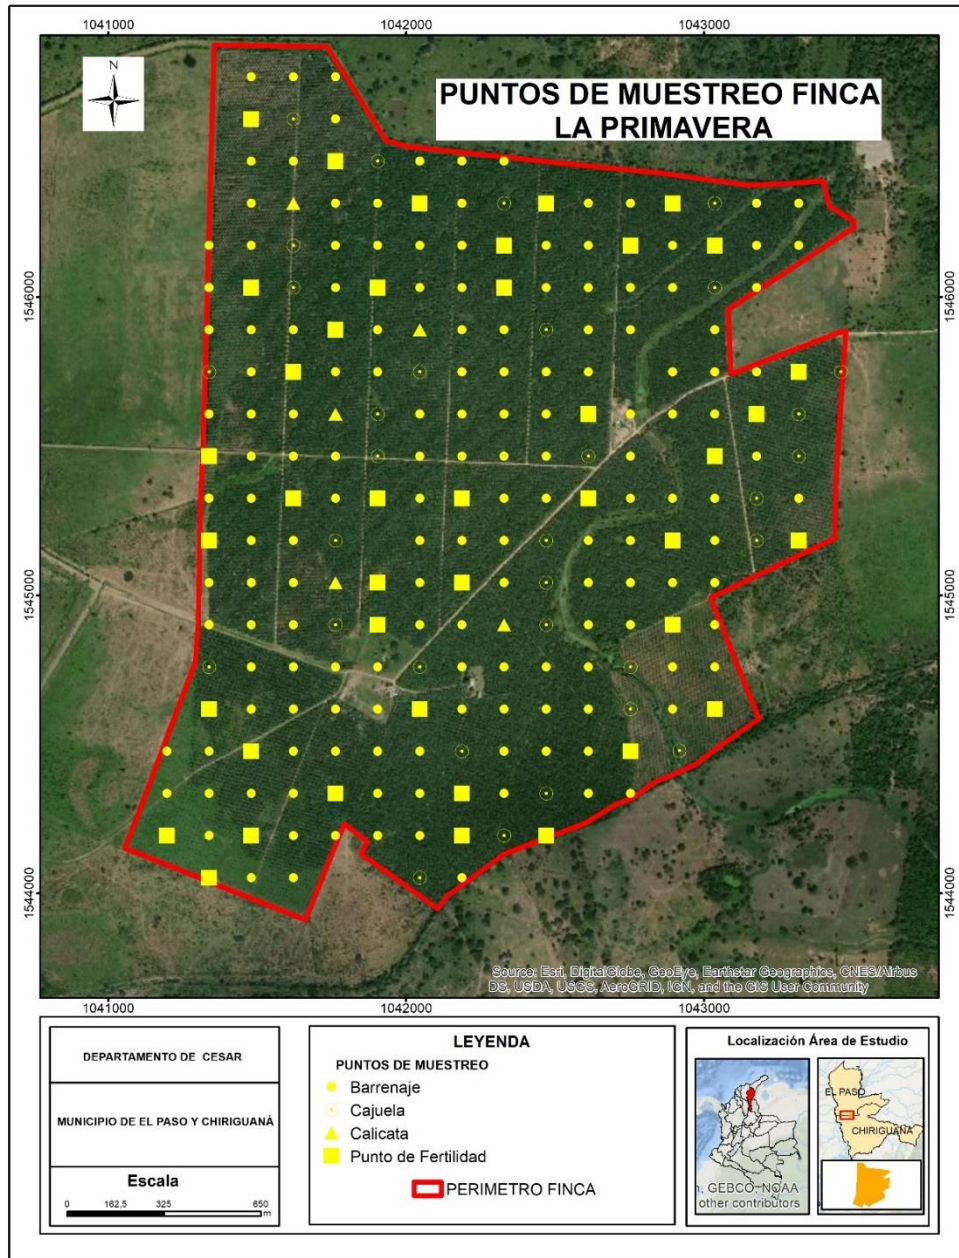 1041000 1042000 1043000
N
PUNTOS DE MUESTREO FINCA
LA PRIMAVERA
1546000 1546000
1545000 1545000
1544000 1544000
Source: Esri, DigitalGlobe, GeoEye, Earthstar Geographics, CNES/Airbus
DS, USDA, USGS, AeroGRID, IGN, and the GIS User Community
1041000 1042000 1043000
DEPARTAMENTO DE CESAR
MUNICIPIO DE EL PASO Y CHIRIGUANÁ
Escala
0 162,5 325 650
m
LEYENDA
PUNTOS DE MUESTREO
Barrenaje
Cajuela
Calicata
Punto de Fertilidad
PERIMETRO FINCA
Localización Área de Estudio
EL PASO
CHIRIGUANA
, GEBCO, NOAA
other contributors